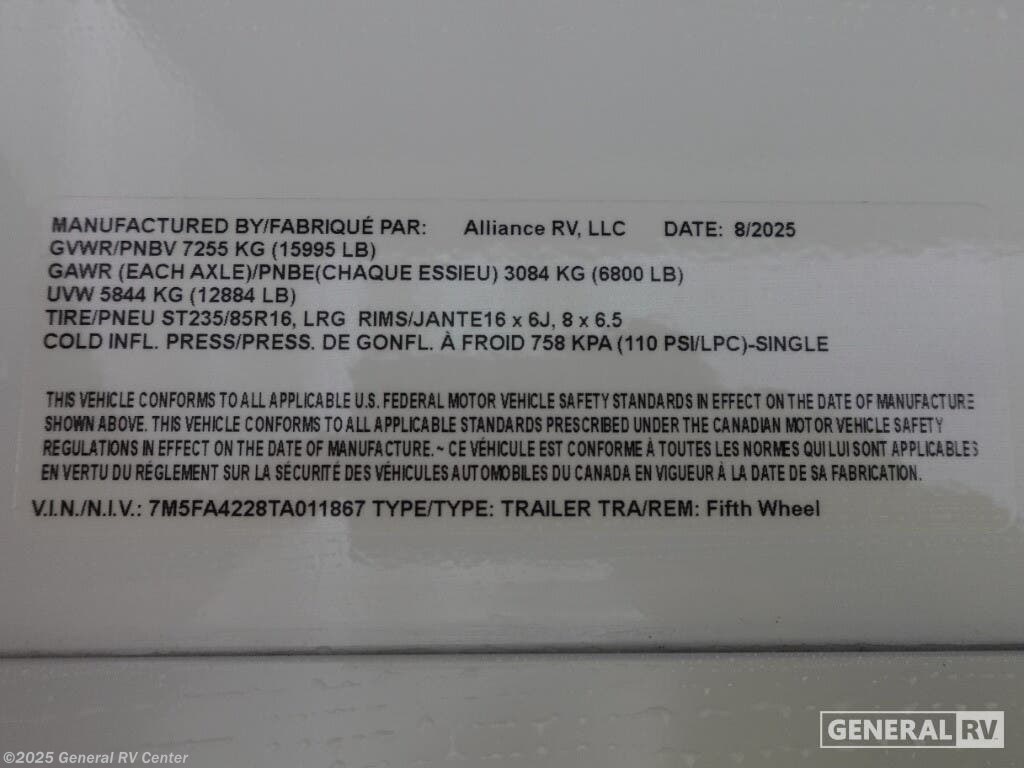 MANUFACTURED BY/FABRIQUÉ PAR: Alliance RV, LLC DATE: 8/2025
GVWR/PNBV 7255 KG (15995 LB)
GAWR (EACH AXLE)/PNBE(CHAQUE ESSIEU) 3084 KG (6800 LB)
UVW 5844 KG (12884 LB)
TIRE/PNEU ST235/85R16, LRG RIMS/JANTE16 x 6J, 8 x 6.5
COLD INFL. PRESS/PRESS. DE GONFL. À FROID 758 KPA (110 PSI/LPC)-SINGLE
THIS VEHICLE CONFORMS TO ALL APPLICABLE U.S. FEDERAL MOTOR VEHICLE SAFETY STANDARDS IN EFFECT ON THE DATE OF MANUFACTURE
SHOWN ABOVE. THIS VEHICLE CONFORMS TO ALL APPLICABLE STANDARDS PRESCRIBED UNDER THE CANADIAN MOTOR VEHICLE SAFETY
REGULATIONS IN EFFECT ON THE DATE OF MANUFACTURE. ~ CE VÉHICULE EST CONFORME À TOUTES LES NORMES QUI LUI SONT APPLICABLES
EN VERTU DU RÉGLEMENT SUR LA SÉCURITÉ DES VÉHICULES AUTOMOBILES DU CANADA EN VIGUEUR À LA DATE DE SA FABRICATION.
V.I.N./N.I.V.: 7M5FA4228TA011867 TYPE/TYPE: TRAILER TRA/REM: Fifth Wheel
GENERAL RV
©2025 General RV Center